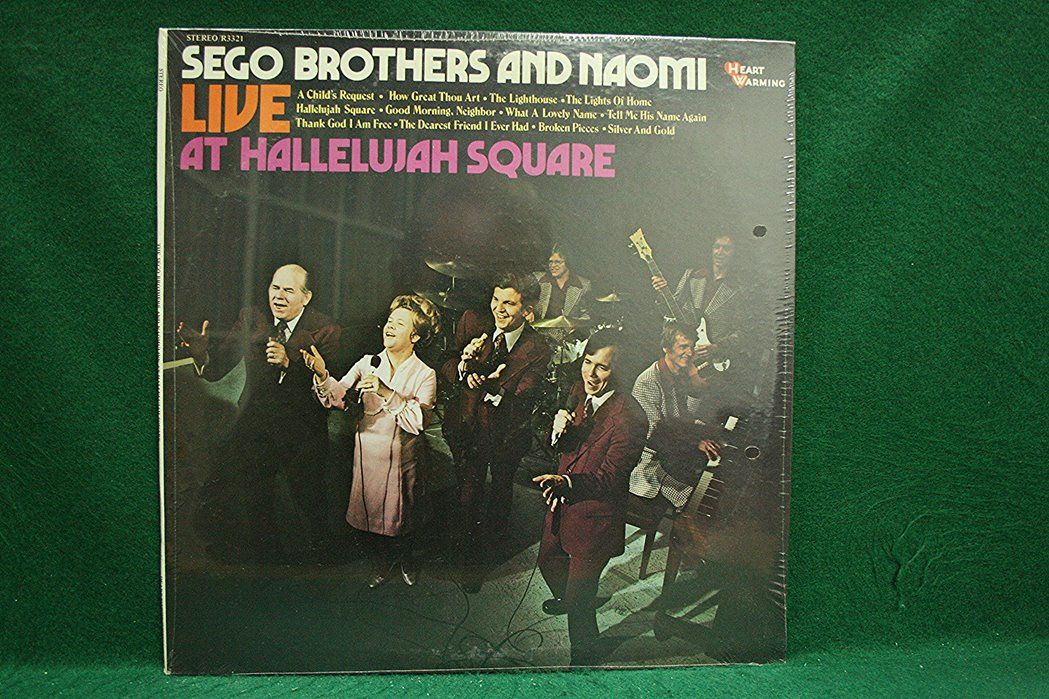 STEREO/R3321
SEGO BROTHERS AND NAOMI
HEART
WARMING
LIVE
A Child's Request • How Great Thou Art • The Lighthouse • The Lights Of Home
Hallelujah Square • Good Morning, Neighbor • What A Lovely Name • Tell Me His Name Again
Thank God I Am Free • The Dearest Friend I Ever Had • Broken Pieces • Silver And Gold
AT HALLELUJAH SQUARE
STEREO